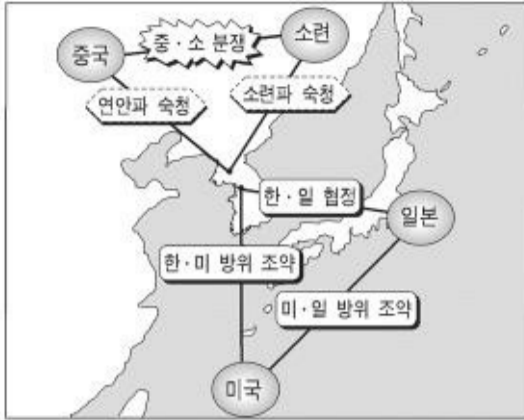 중국
중·소 분쟁
소련
연안파 숙청
소련파 숙청
한·일 협정
일본
한·미 방위 조약
미·일 방위 조약
미국